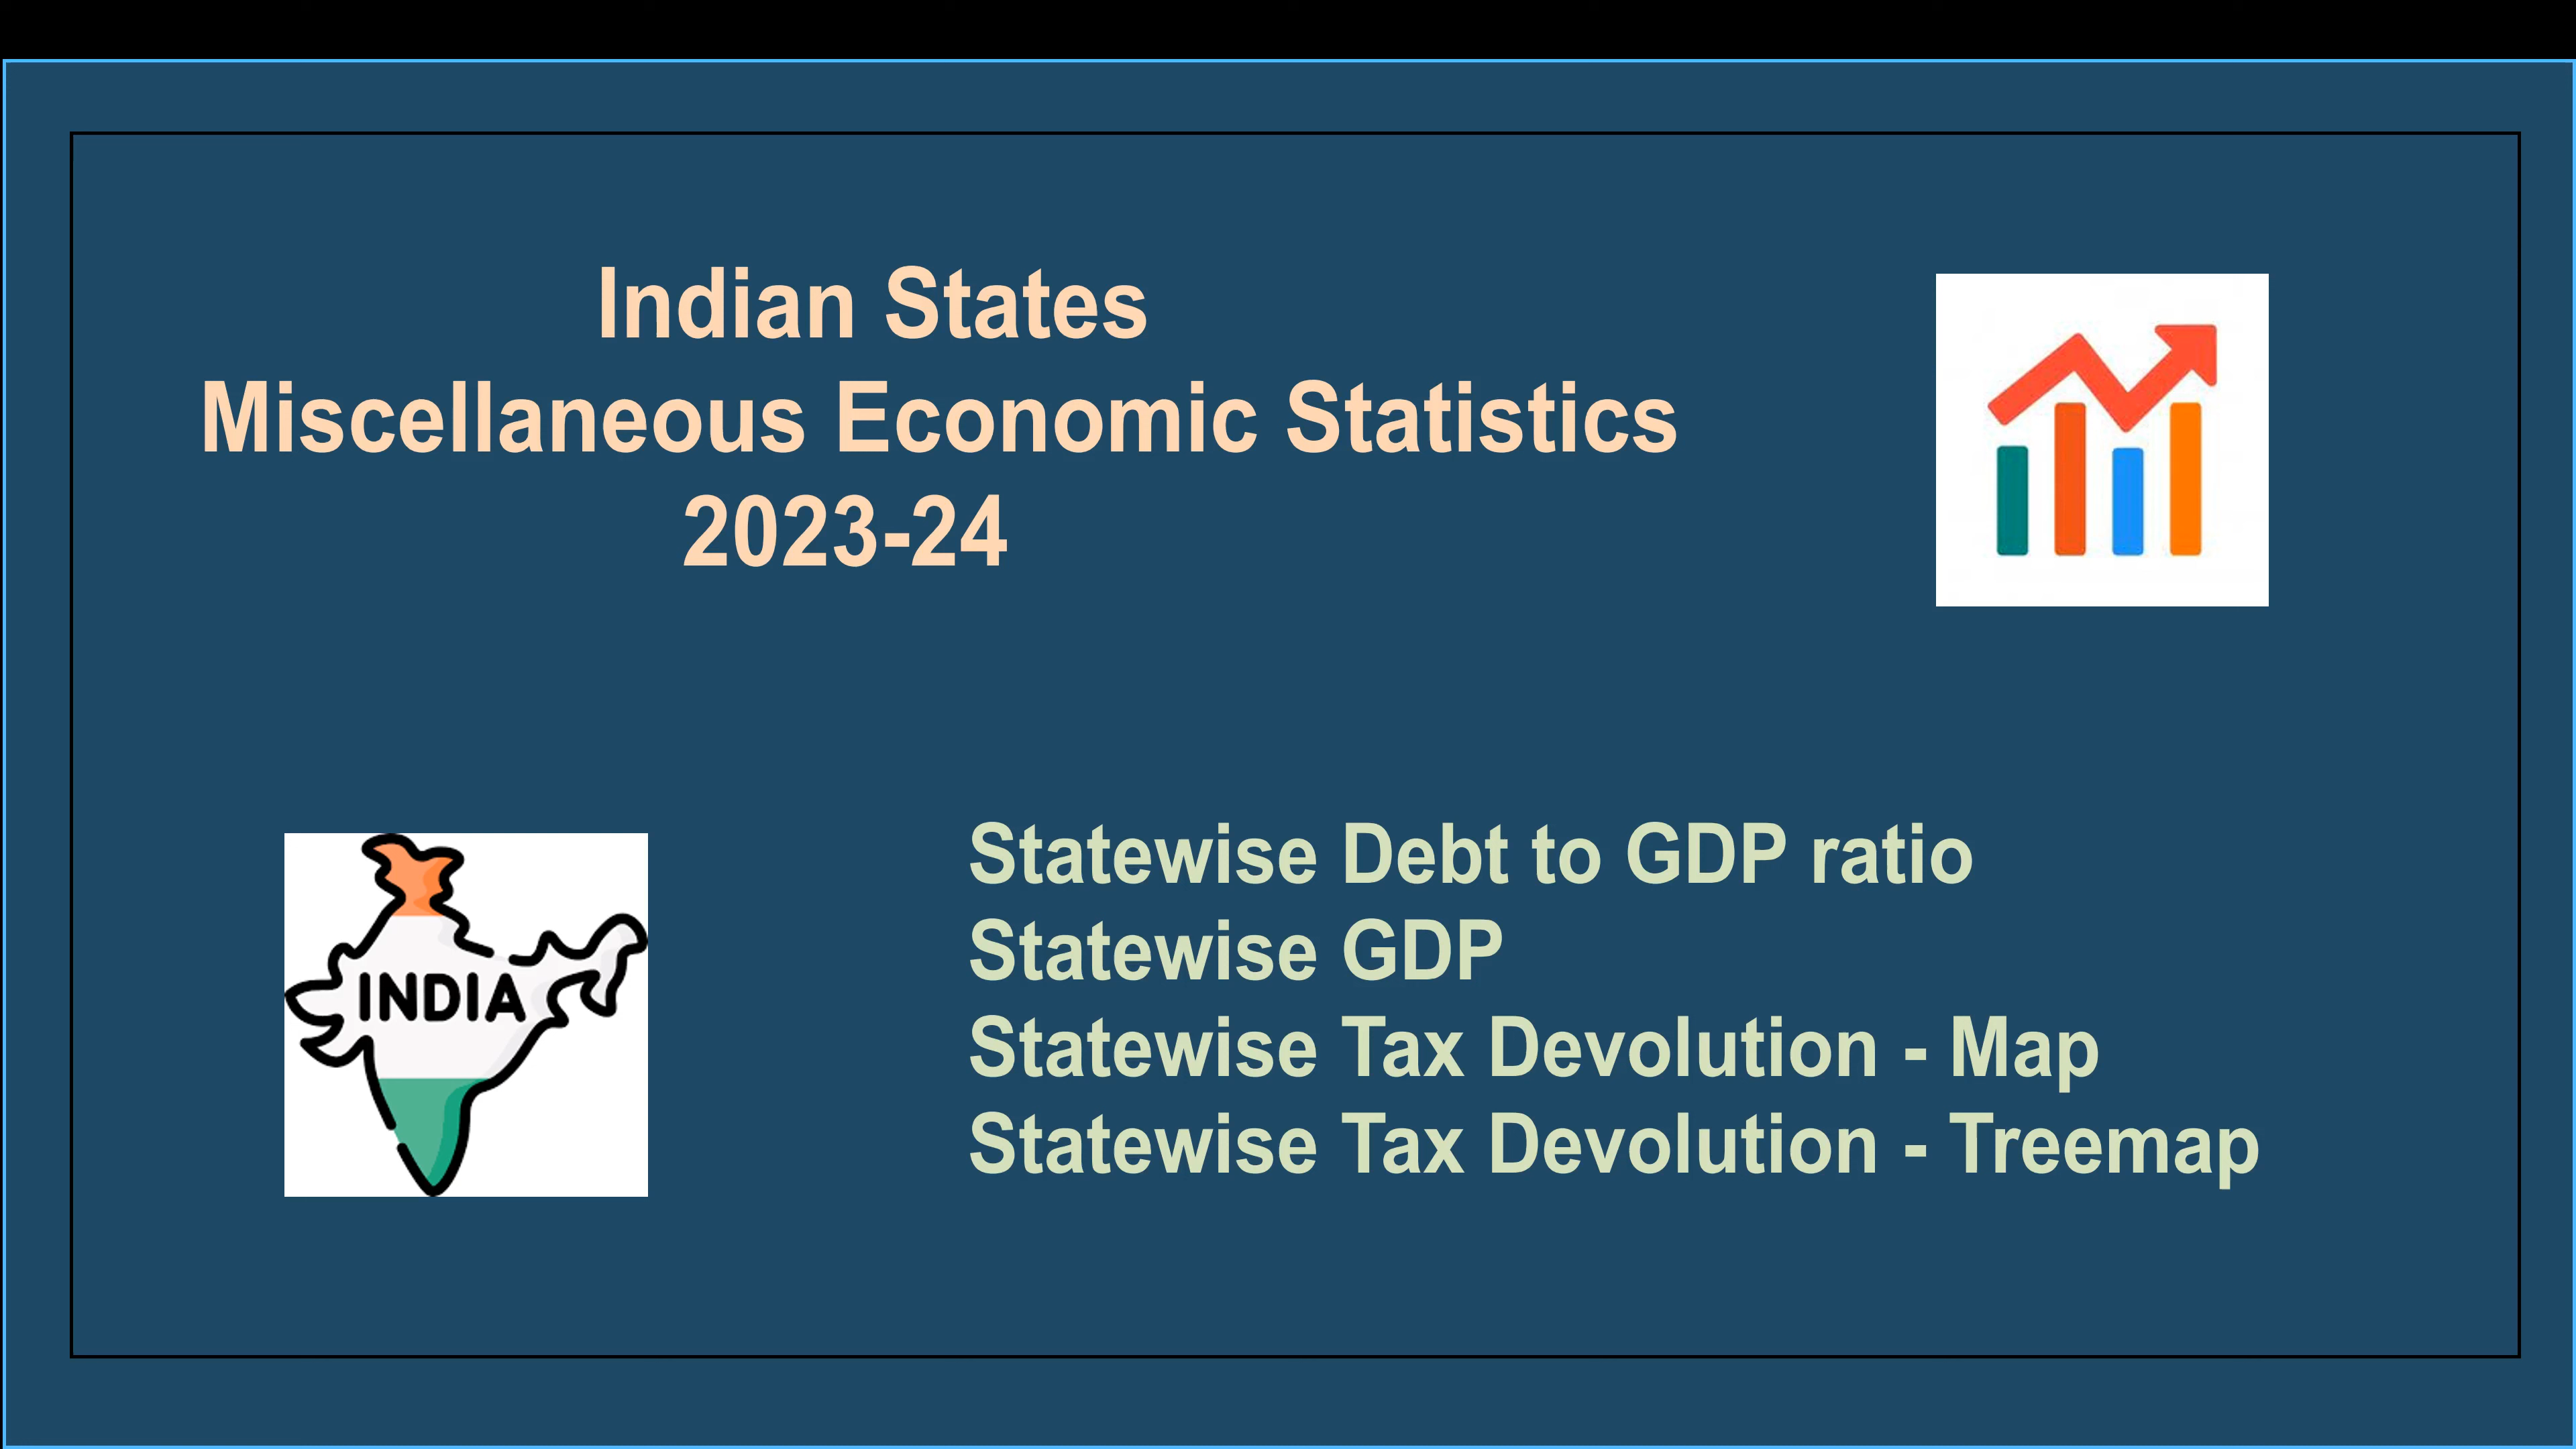 Indian States
Miscellaneous Economic Statistics
2023-24
INDIA
Statewise Debt to GDP ratio
Statewise GDP
Statewise Tax Devolution - Map
Statewise Tax Devolution - Treemap